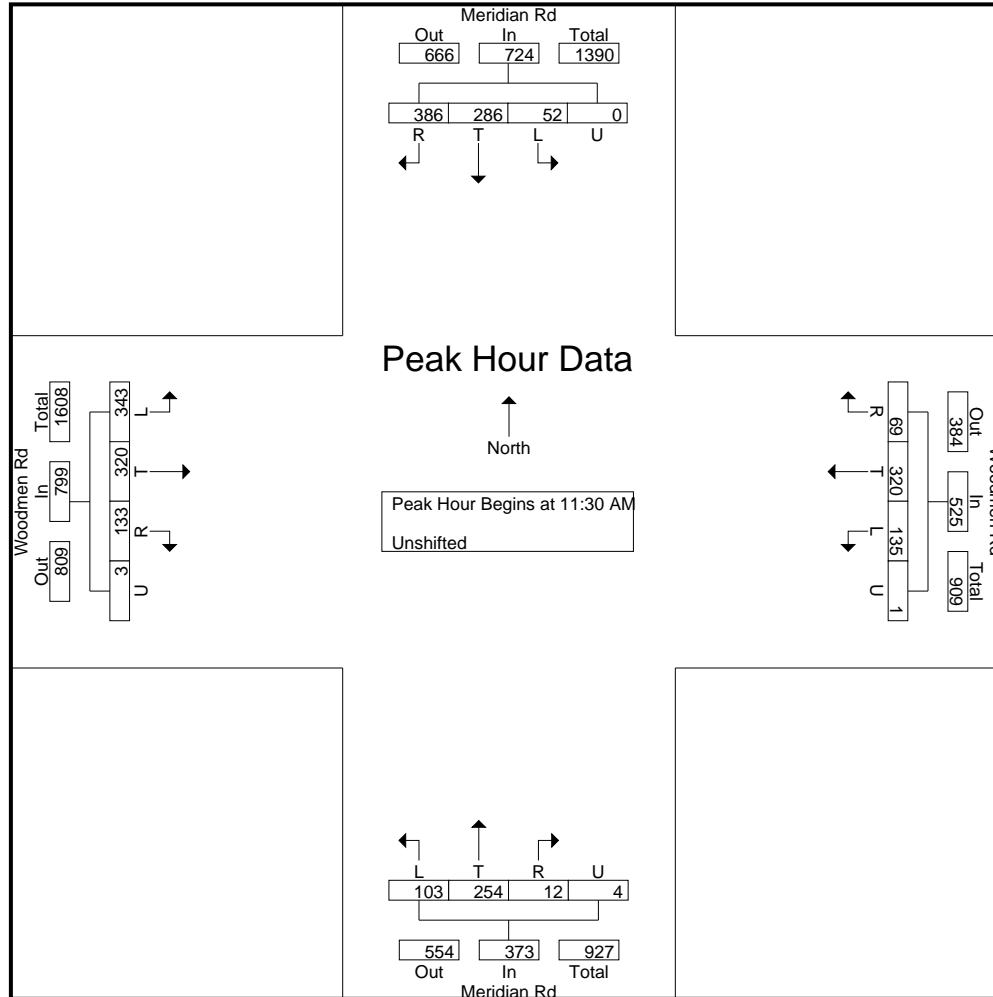 Meridian Rd
Out In Total
666 724 1390
386 286 52 0
R T L U
Peak Hour Data
North
Peak Hour Begins at 11:30 AM
Unshifted
Woodmen Rd
Total In Out
1608 799 809
343 320 133 3
L T R U
R T L U
69 320 135 1
Out In Total
384 525 909
L T R U
103 254 12 4
554 373 927
Out In Total
Meridian Rd